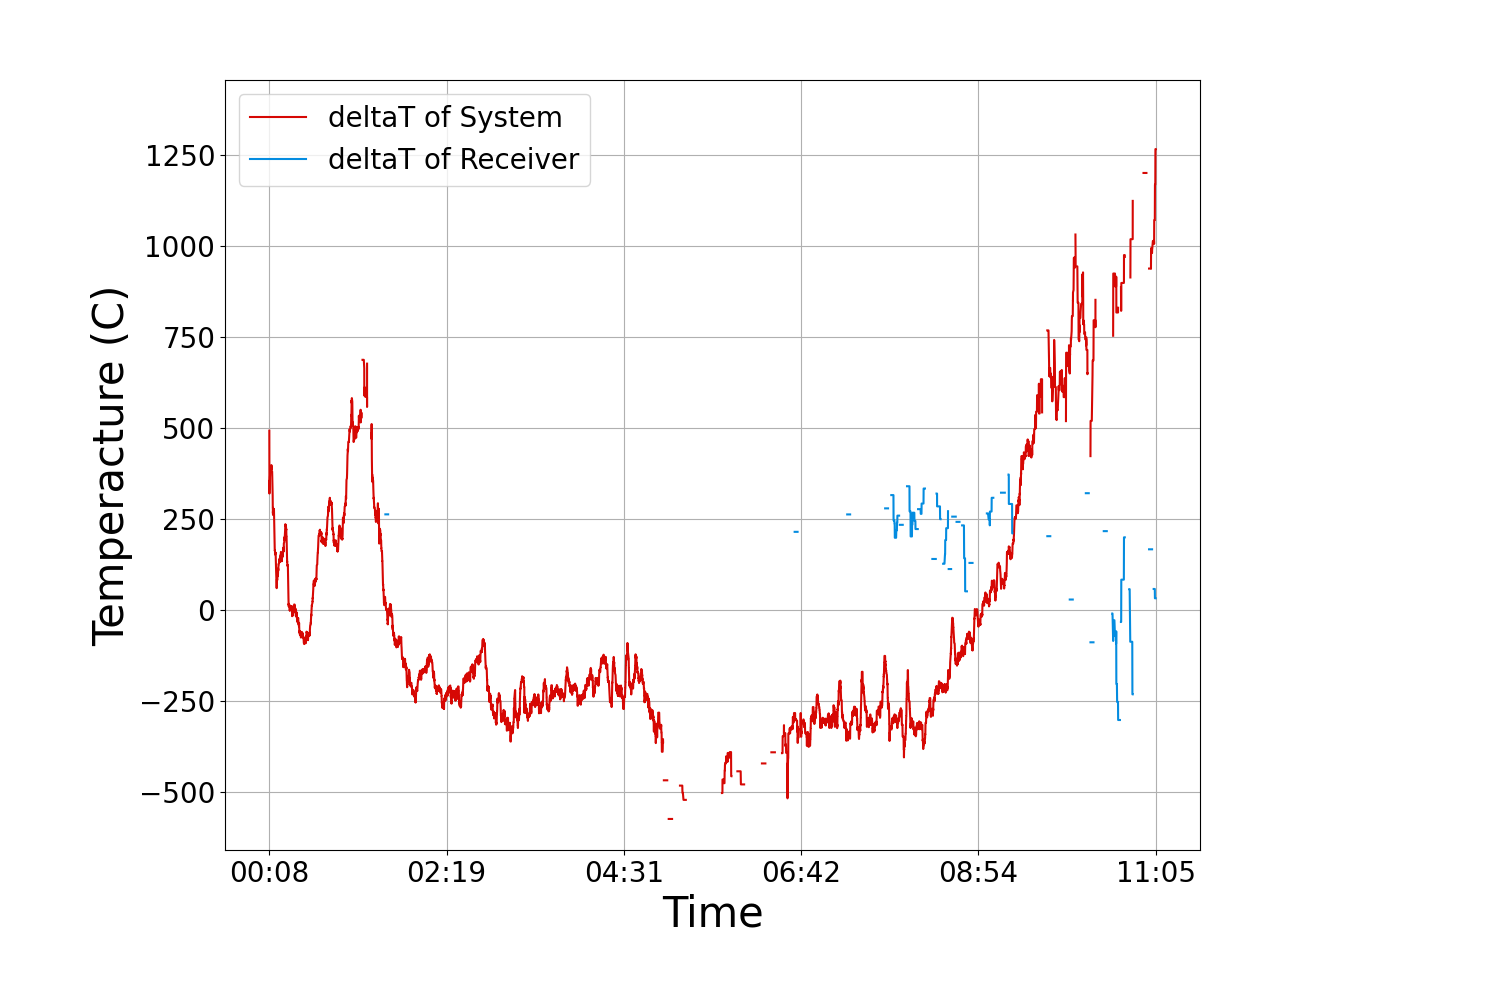 deltaT of System
deltaT of Receiver
1250
1000
750
500
250
0
−250
−500
Temperacture (C)
00:08 02:19 04:31 06:42 08:54 11:05
Time